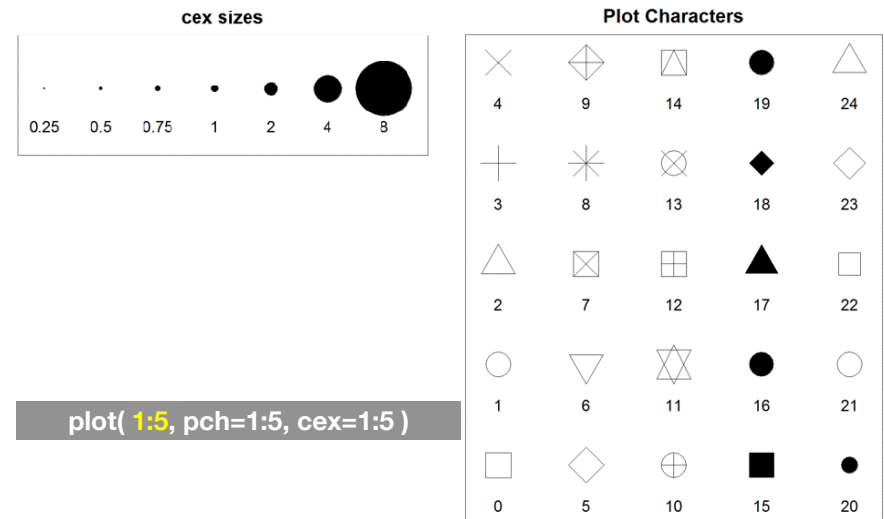 cex sizes
0.25 0.5 0.75 1 2 4 8
plot( 1:5, pch=1:5, cex=1:5 )
Plot Characters
4 9 14 19 24
3 8 13 18 23
2 7 12 17 22
1 6 11 16 21
0 5 10 15 20